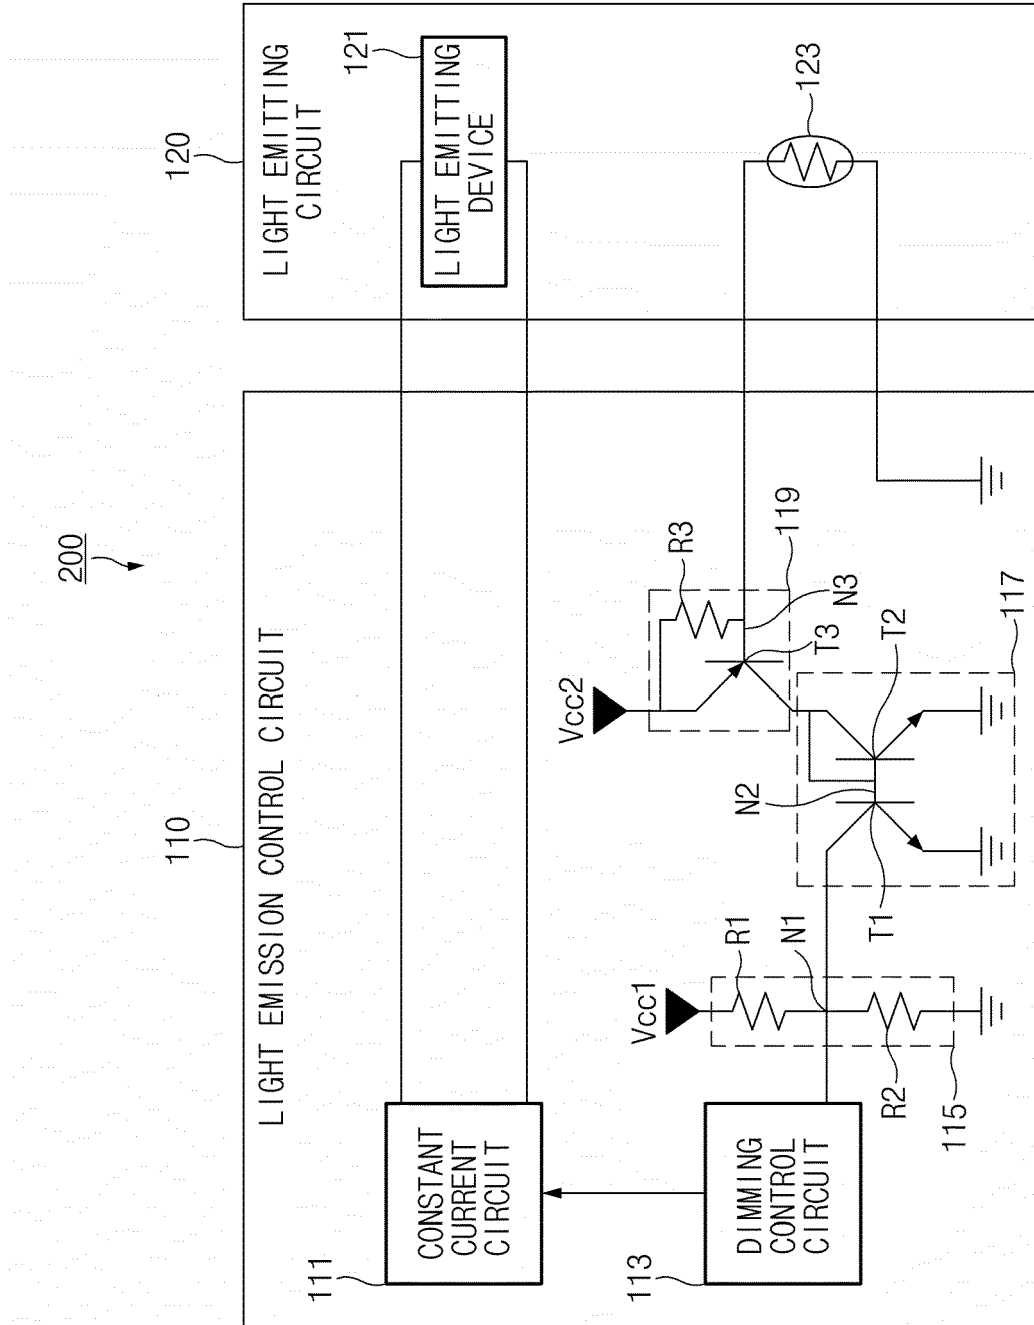 200
110
120
LIGHT EMISSION CONTROL CIRCUIT
LIGHT EMITTING
CIRCUIT
111
121
CONSTANT
CURRENT
CIRCUIT
LIGHT EMITTING
DEVICE
Vcc2
Vcc1
113
R3
DIMMING
CONTROL
CIRCUIT
R1
N2
N1
119
123
T3
N3
R2
T1
T2
115
117